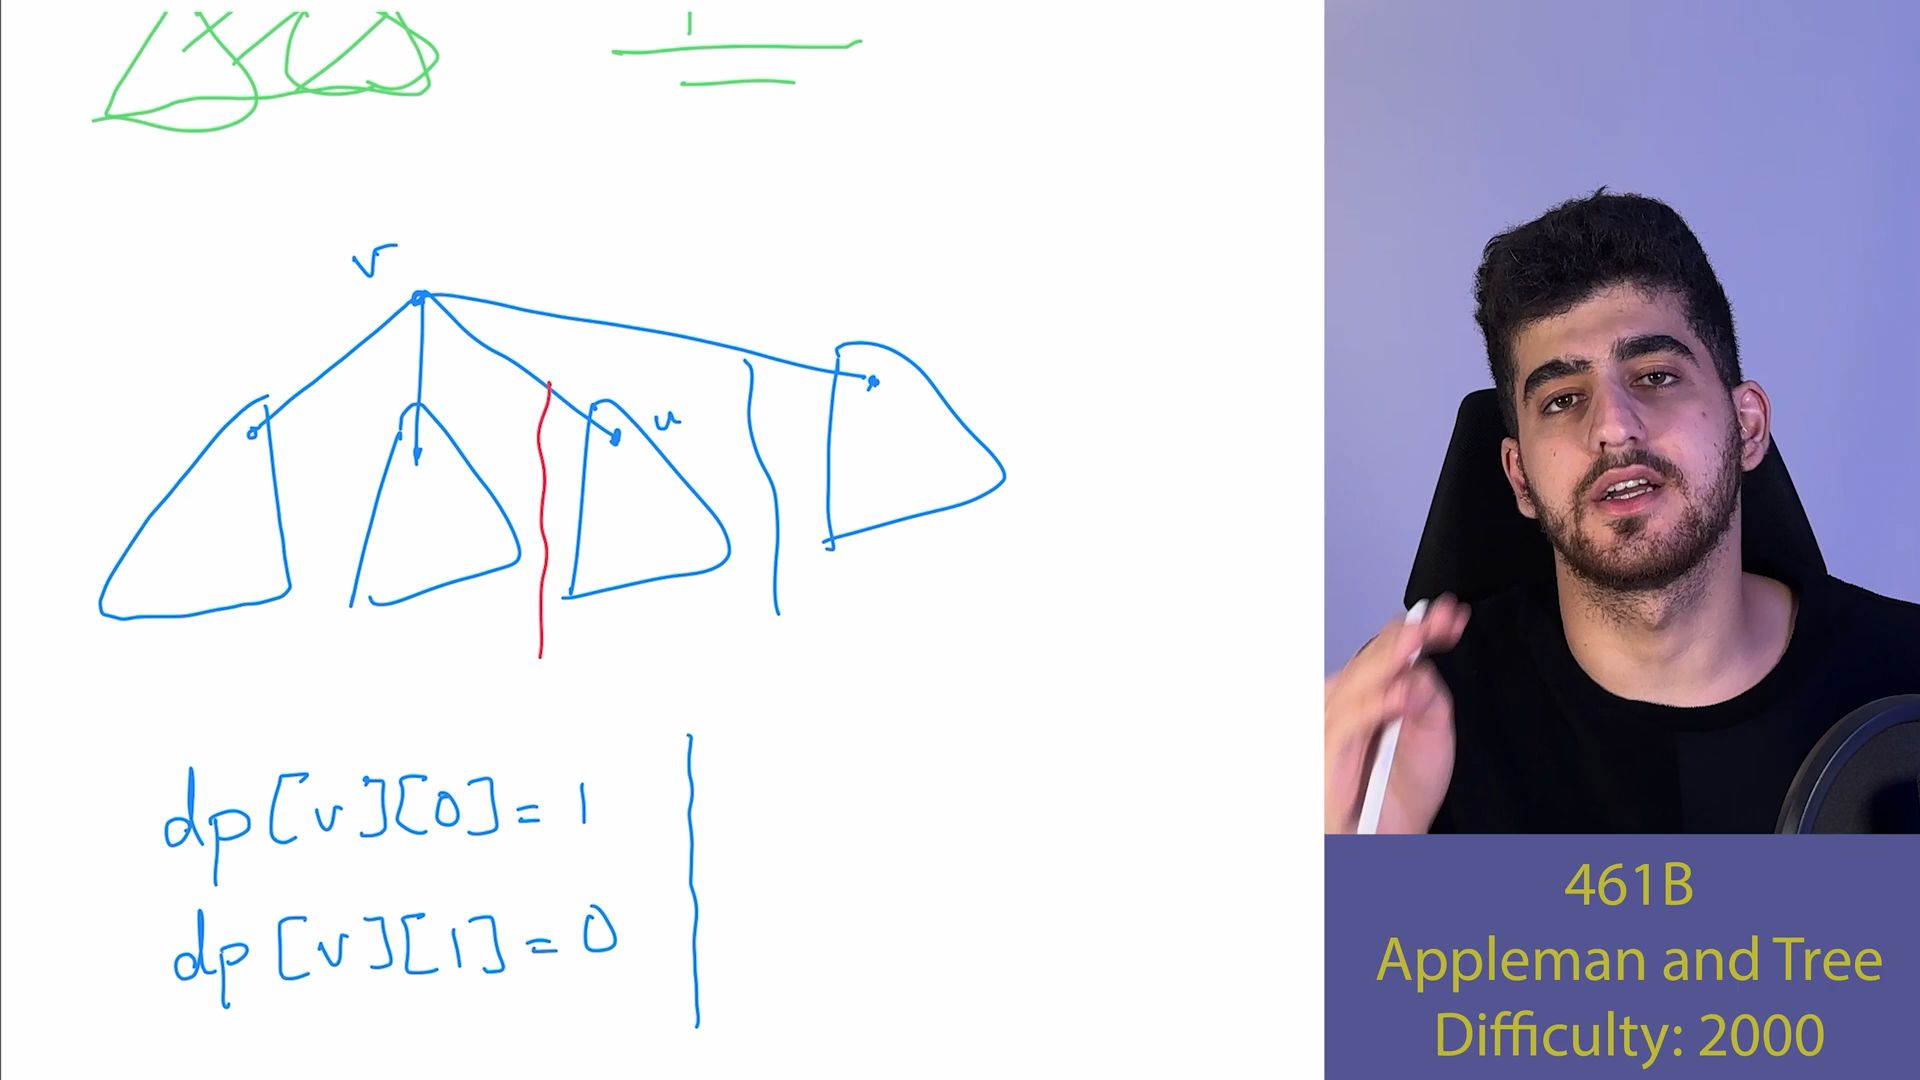 v
u
dp[v][0] = 1
dp[v][1] = 0
461B
Appleman and Tree
Difficulty: 2000